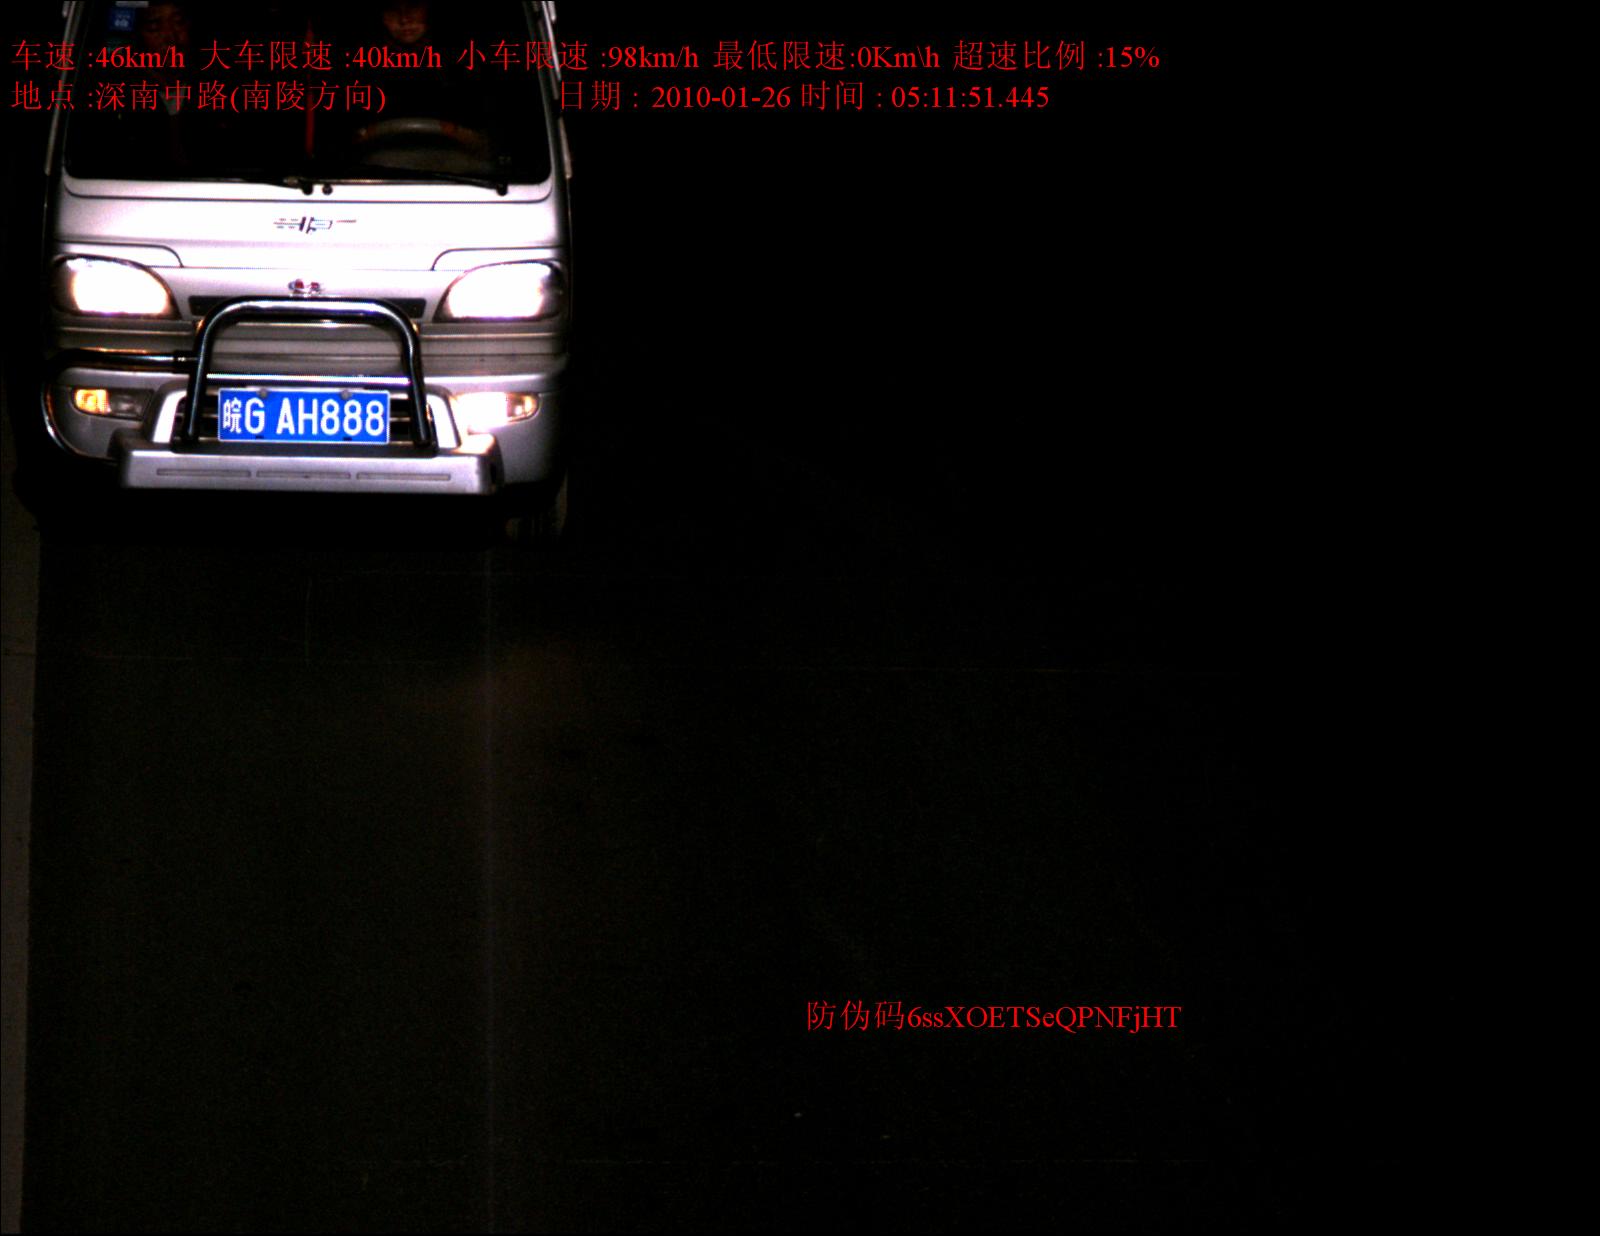 车速:46km/h 大车限速:40km/h 小车限速:98km/h 最低限速:0Km\h 超速比例:15%
地点:深南中路(南陵方向) 日期: 2010-01-26 时间: 05:11:51.445
皖G AH888
防伪码6ssXOETSeQPNFjHT